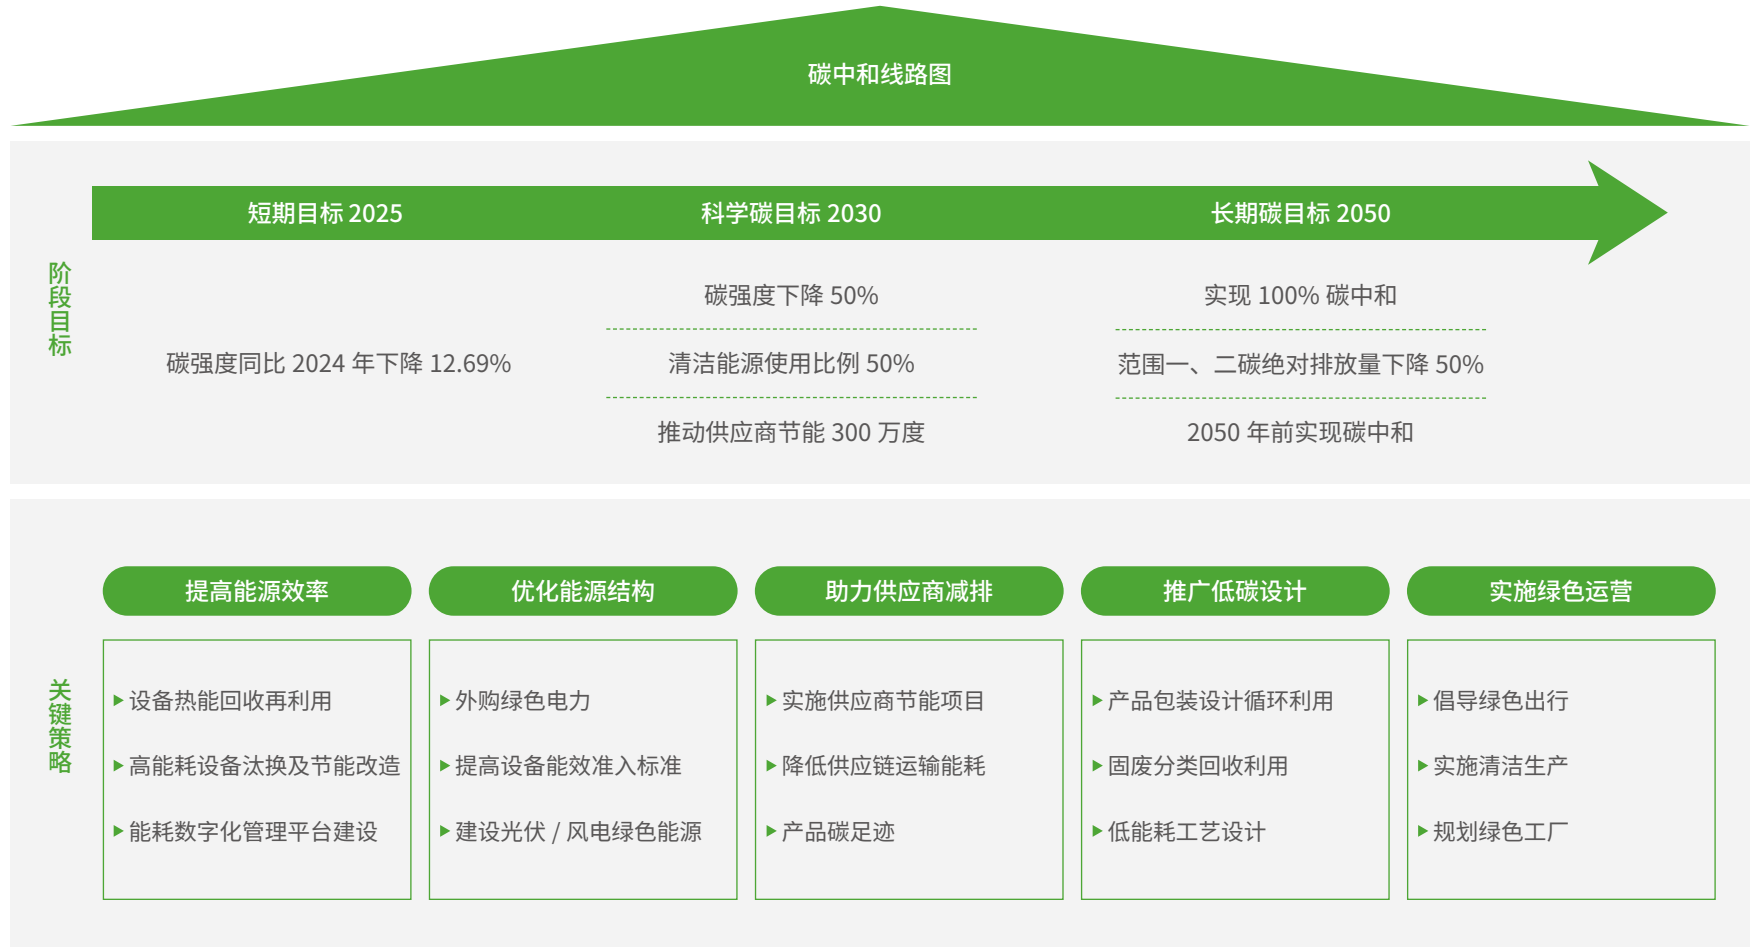 碳中和线路图
短期目标 2025
科学碳目标 2030
长期碳目标 2050
阶段目标
碳强度同比 2024 年下降 12.69%
碳强度下降 50%
清洁能源使用比例 50%
推动供应商节能 300 万度
实现 100% 碳中和
范围一、二碳绝对排放量下降 50%
2050 年前实现碳中和
关键策略
提高能源效率
设备热能回收再利用
高能耗设备汰换及节能改造
能耗数字化管理平台建设
优化能源结构
外购绿色电力
提高设备能效准入标准
建设光伏 / 风电绿色能源
助力供应商减排
实施供应商节能项目
降低供应链运输能耗
产品碳足迹
推广低碳设计
产品包装设计循环利用
固废分类回收利用
低能耗工艺设计
实施绿色运营
倡导绿色出行
实施清洁生产
规划绿色工厂